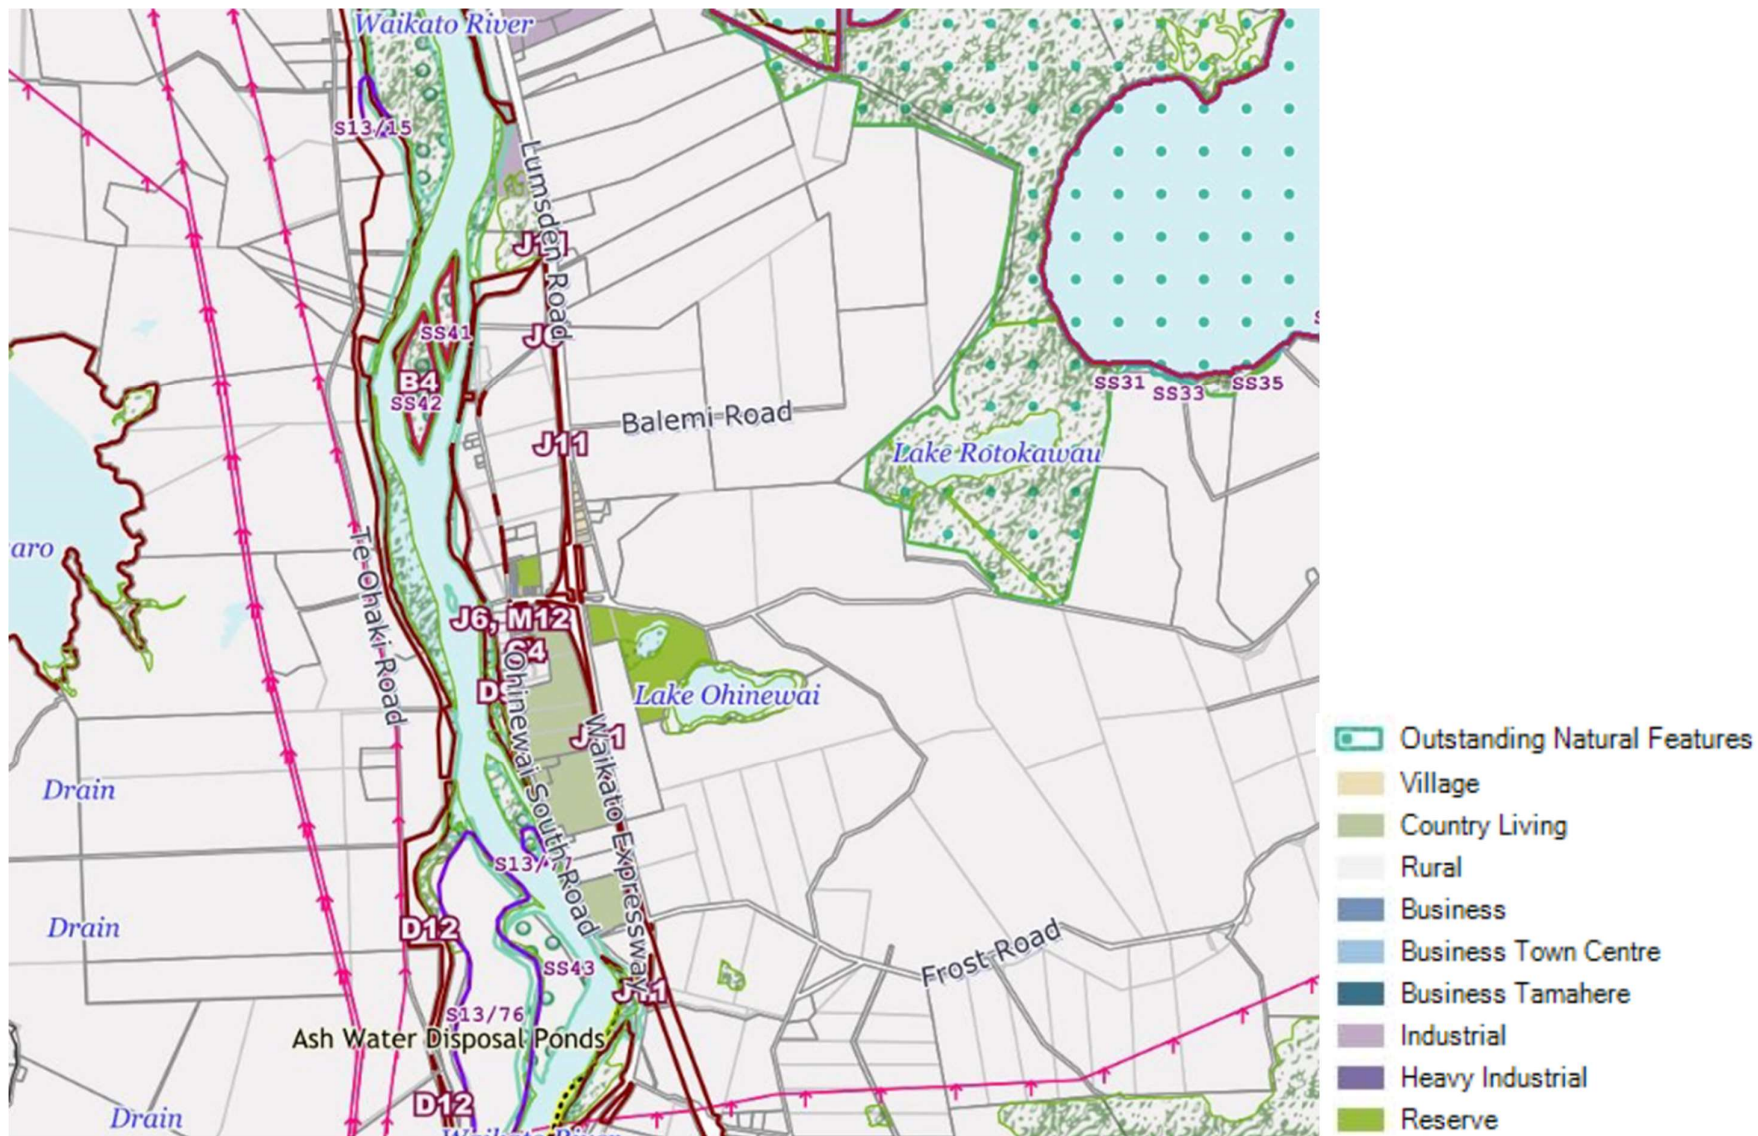 Waikato River
S13/15
Lumsden Road
SS41
B4
SS42
SS31
SS33
SS35
Balemi Road
J11
Lake Rotokawau
aro
Te Ohaki Road
J6, M12
Lake Ohinewai
Ohinewai South Road
Waikato Expressway
Drain
S13/77
Drain
D12
SS43
Frost Road
S13/76
Ash Water Disposal Ponds
D12
Drain
Waikato River
Outstanding Natural Features
Village
Country Living
Rural
Business
Business Town Centre
Business Tamahere
Industrial
Heavy Industrial
Reserve